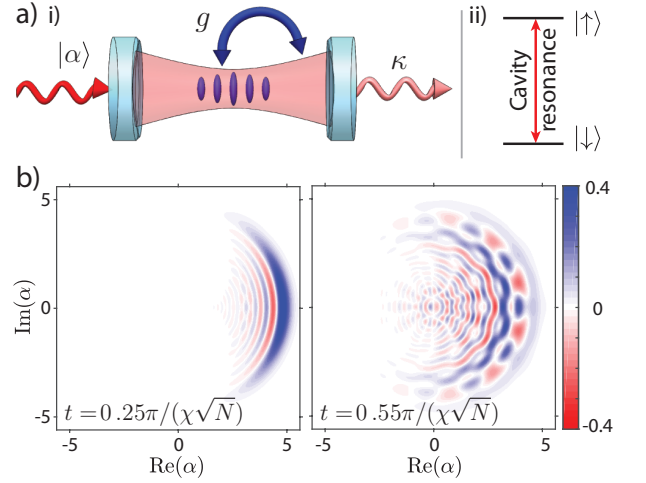 a) i)
g
|α⟩
κ
ii)
|↑⟩
Cavity
resonance
|↓⟩
b)
5
0
-5
Im(α)
t = 0.25π/(χ√N)
-5 0 5
Re(α)
t = 0.55π/(χ√N)
-5 0 5
Re(α)
0.4
0
-0.4